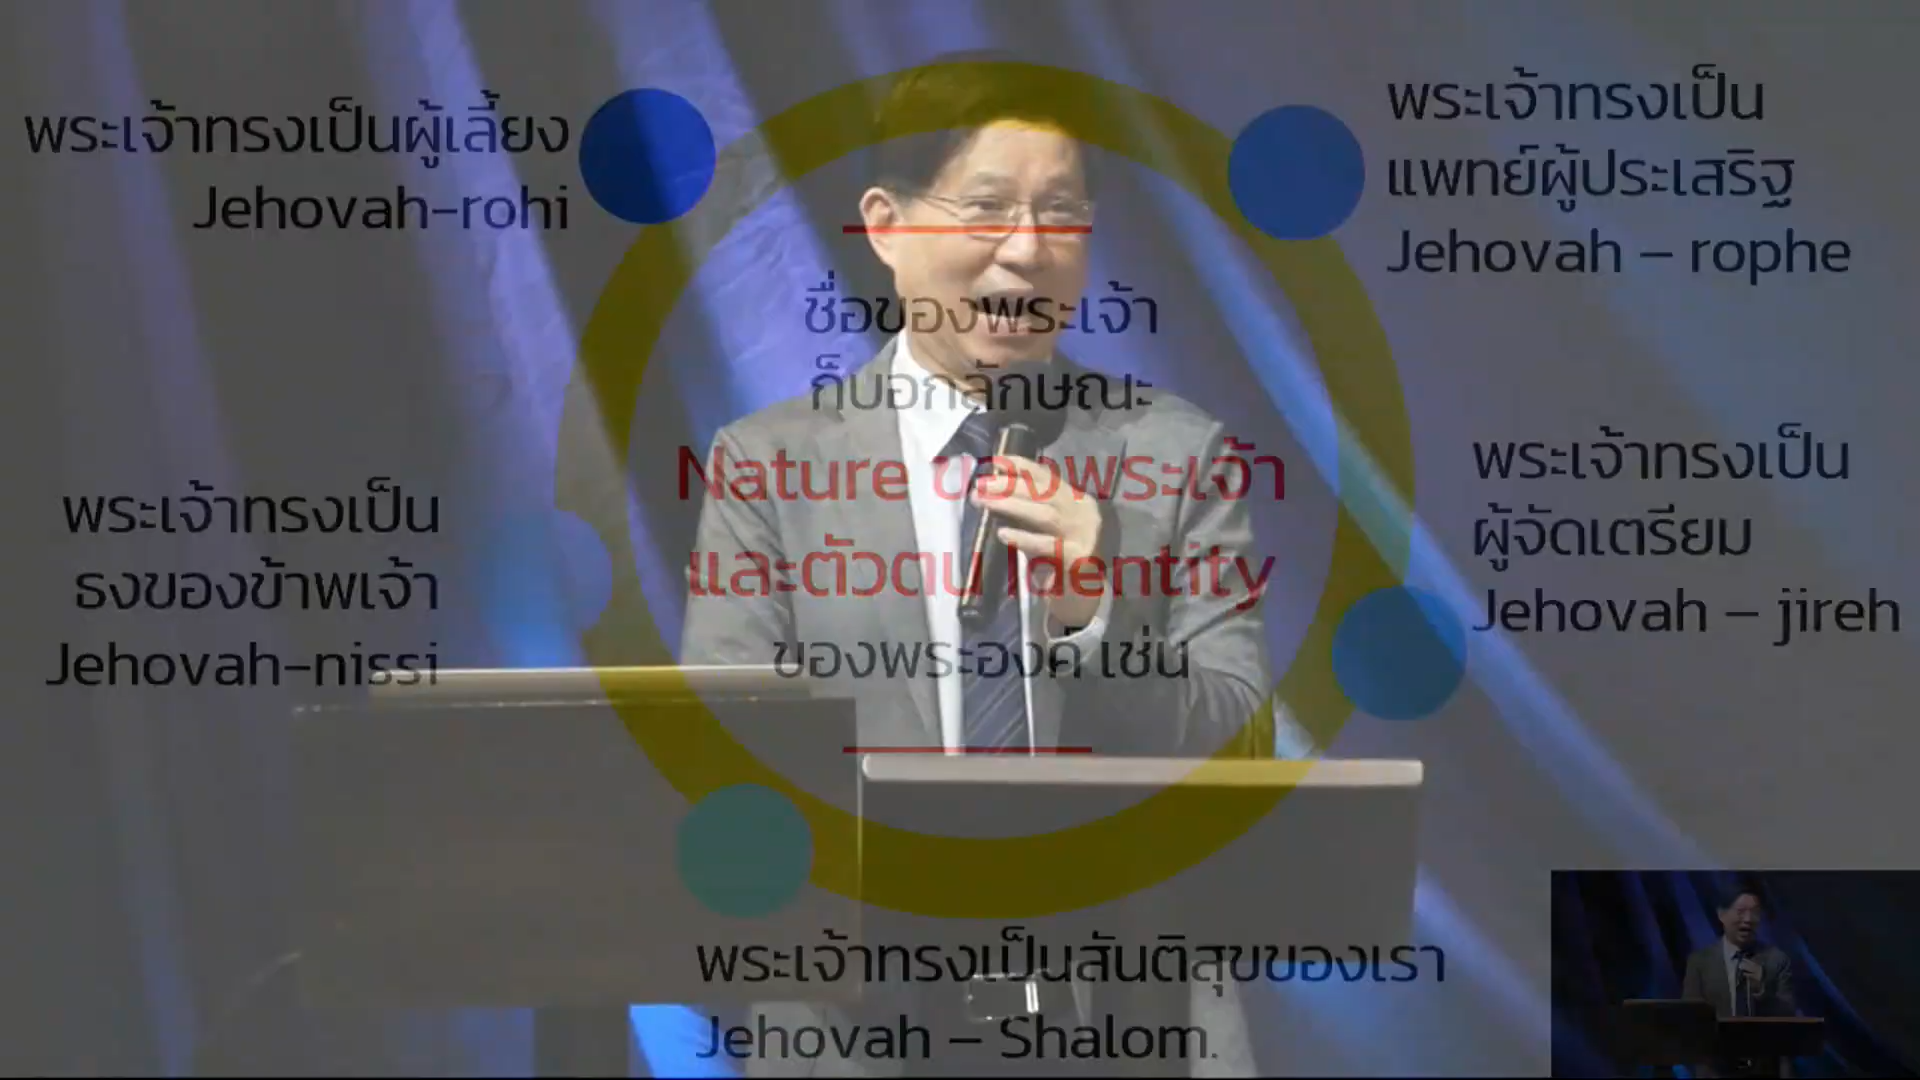 พระเจ้าทรงเป็นผู้เลี้ยง
Jehovah-rohi
พระเจ้าทรงเป็น
แพทย์ผู้ประเสริฐ
Jehovah – rophe
ชื่อของพระเจ้า
ก็บอกลักษณะ
Nature ของพระเจ้า
และตัวตน Identity
ของพระองค์ เช่น
พระเจ้าทรงเป็น
ธงของข้าพเจ้า
Jehovah-nissi
พระเจ้าทรงเป็น
ผู้จัดเตรียม
Jehovah – jireh
พระเจ้าทรงเป็นสันติสุขของเรา
Jehovah – Shalom.